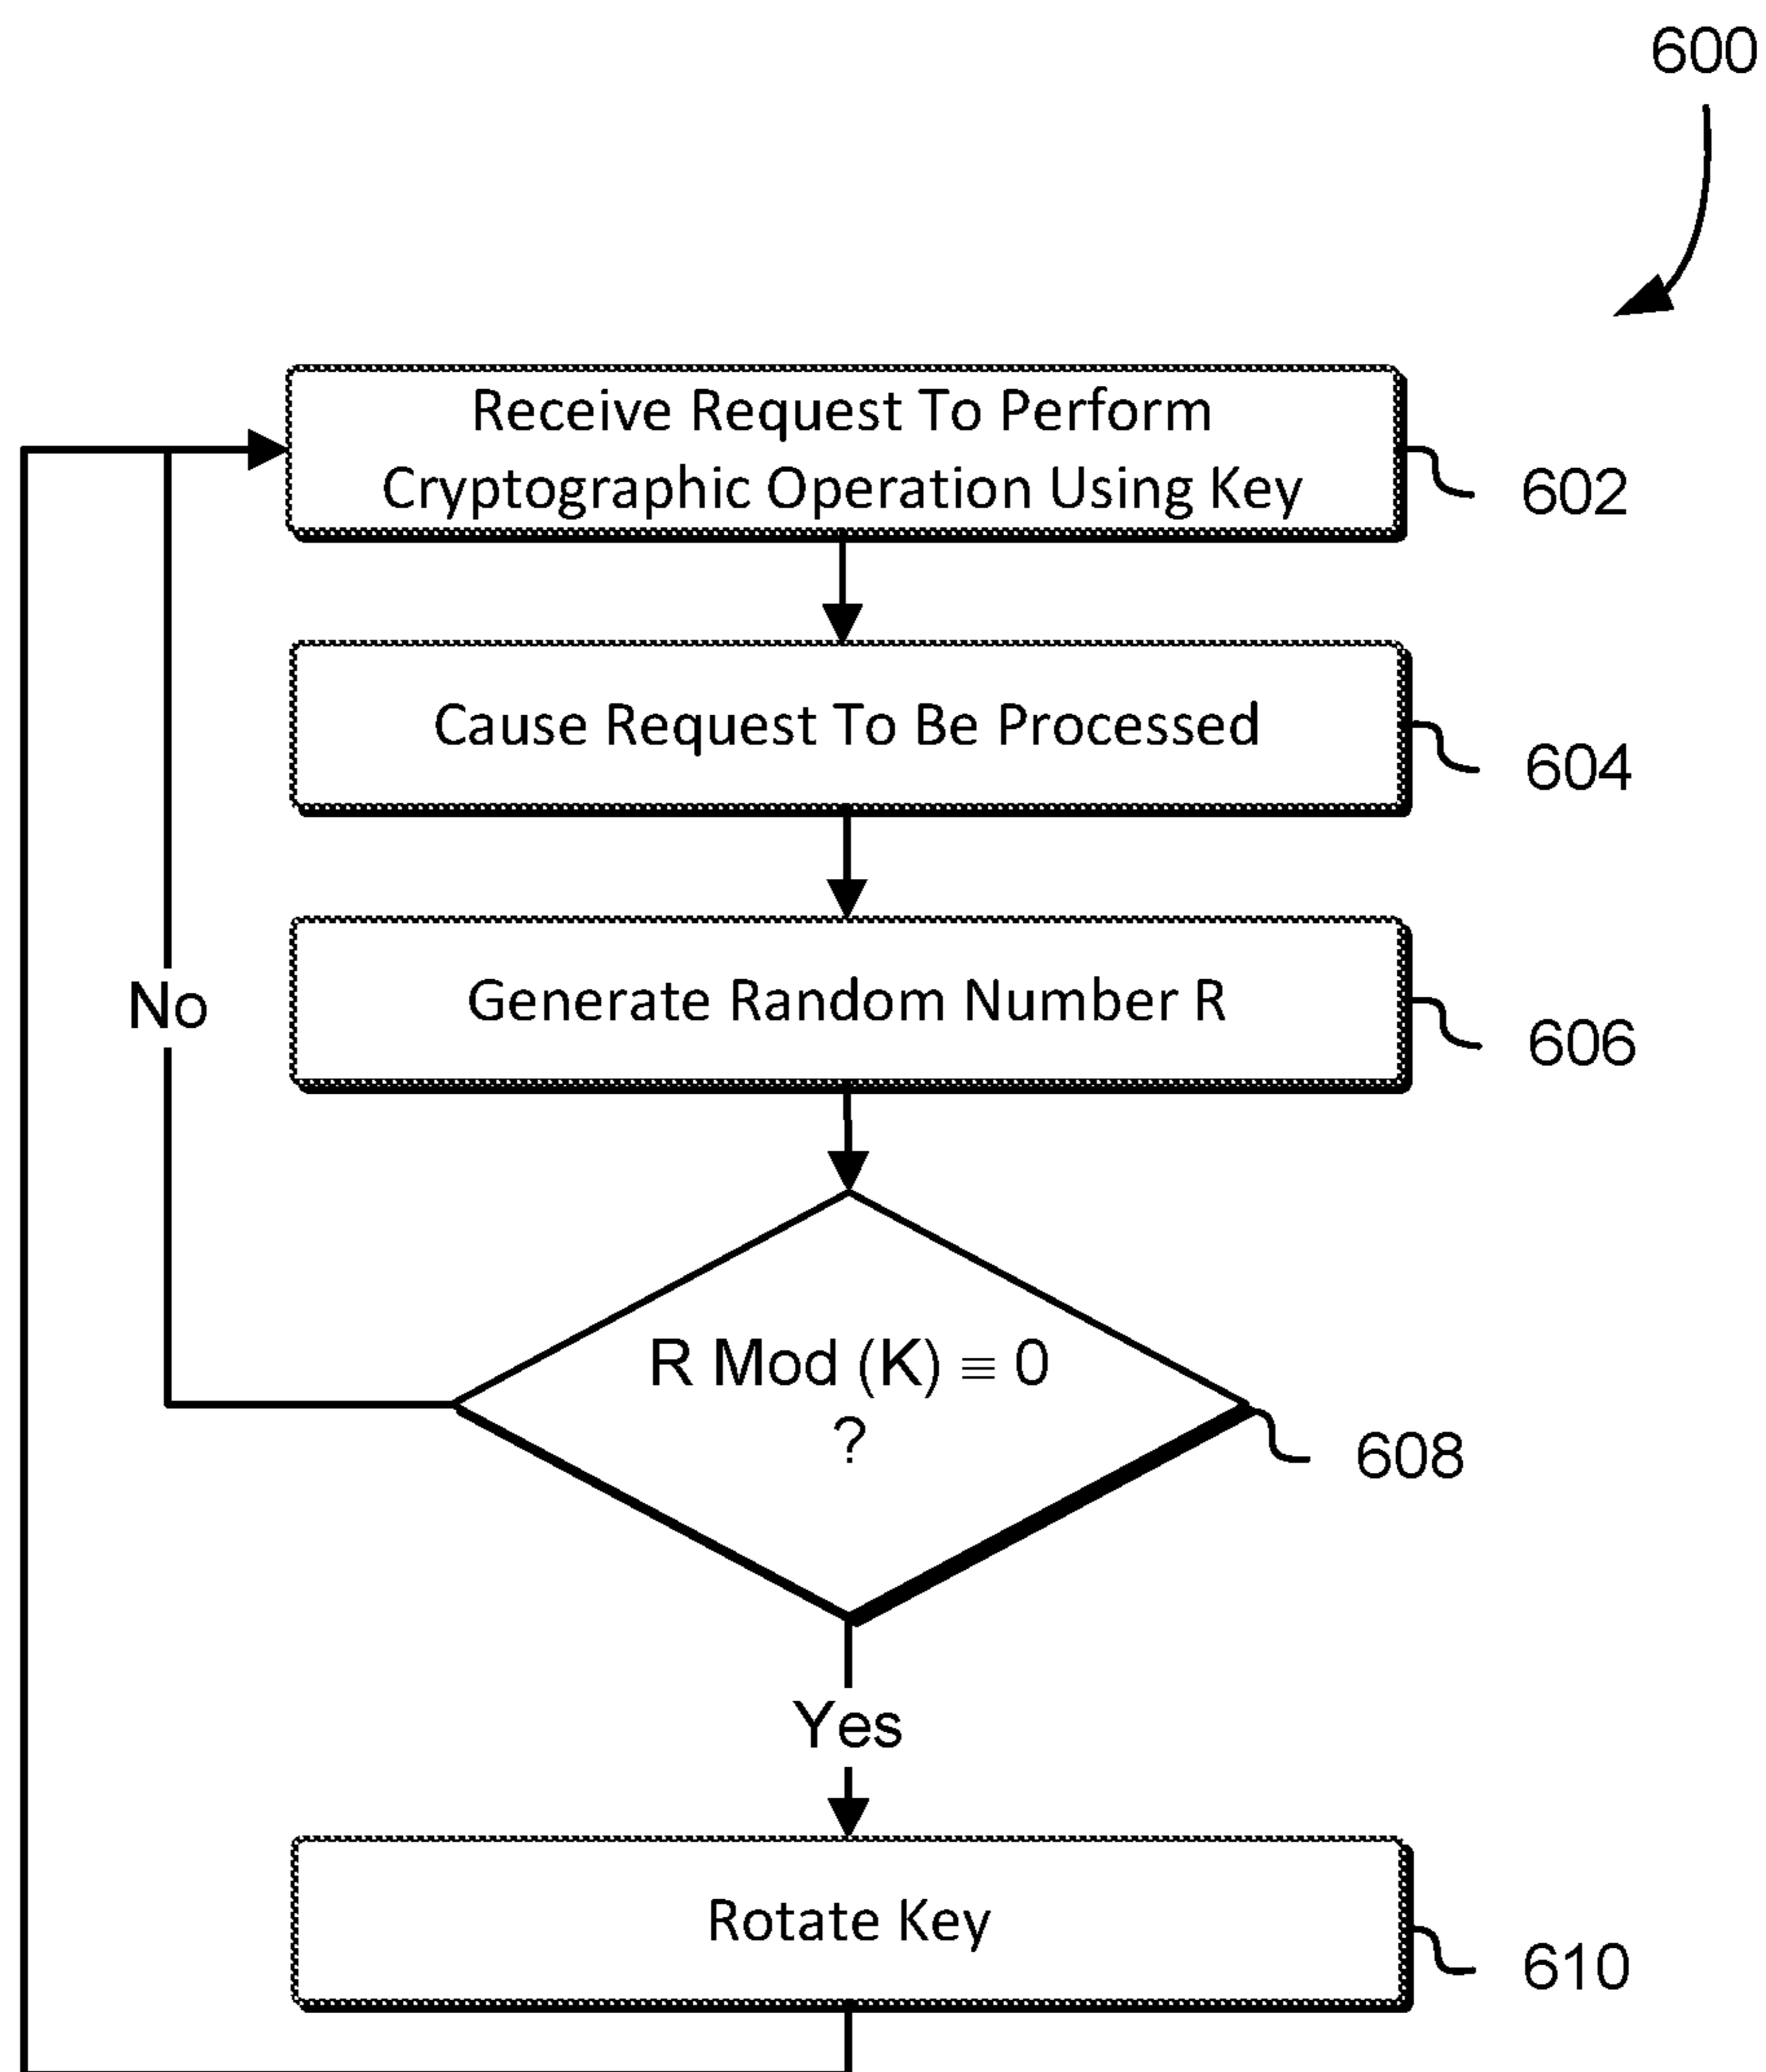 600
Receive Request To Perform
Cryptographic Operation Using Key
602
Cause Request To Be Processed
604
Generate Random Number R
606
No
R Mod (K) ≡ 0
?
608
Yes
Rotate Key
610